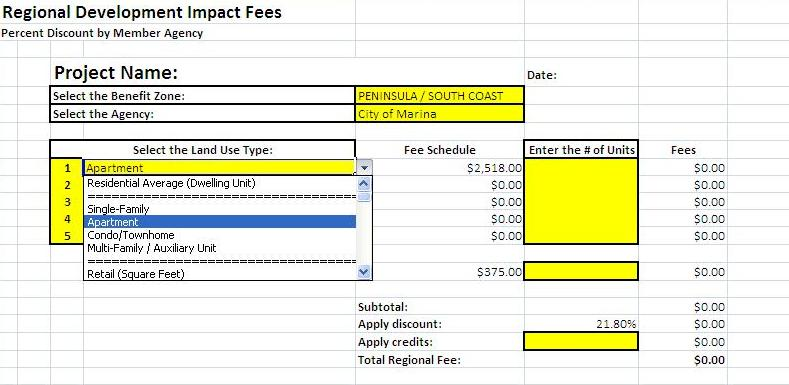 Regional Development Impact Fees
Percent Discount by Member Agency
Project Name: Date:
Select the Benefit Zone: PENINSULA / SOUTH COAST
Select the Agency: City of Marina
Select the Land Use Type: Fee Schedule Enter the # of Units Fees
1 Apartment $2,518.00 $0.00
2 Residential Average (Dwelling Unit) $0.00 $0.00
==================================
3 Single-Family $0.00 $0.00
4 Apartment $0.00 $0.00
5 Condo/Townhome $0.00 $0.00
Multi-Family / Auxiliary Unit
==================================
Retail (Square Feet) $375.00 $0.00
Subtotal: $0.00
Apply discount: 21.80% $0.00
Apply credits: $0.00
Total Regional Fee: $0.00